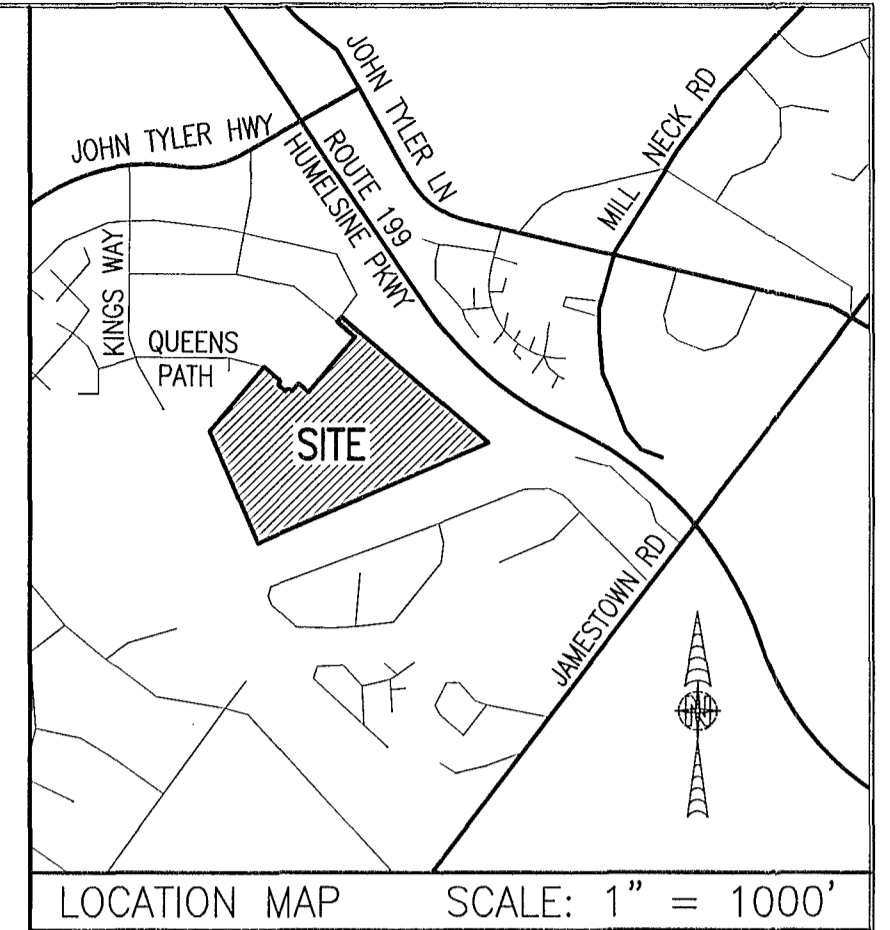 JOHN TYLER HWY
JOHN TYLER LN
ROUTE 199
HUMELSINE PKWY
MILL NECK RD
KINGS WAY
QUEENS
PATH
SITE
JAMESTOWN RD
LOCATION MAP SCALE: 1" = 1000'